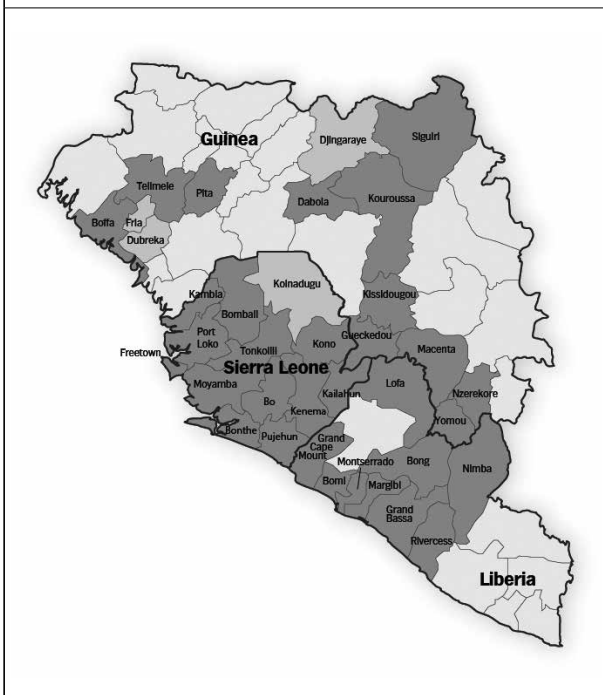 Guinea
Djingaraye
Siguiri
Telimele
Pita
Dabola
Kouroussa
Boffa
Fria
Dubreka
Koinadugu
Kissidougou
Kambia
Bombali
Port
Loko
Kono
Gueckedou
Macenta
Freetown
Tonkolili
Sierra Leone
Moyamba
Bo
Kenema
Kailahun
Lofa
Nzerekore
Yomou
Bonthe
Pujehun
Grand
Cape
Mount
Montserrado
Bong
Nimba
Bomi
Margibi
Grand
Bassa
Rivercess
Liberia